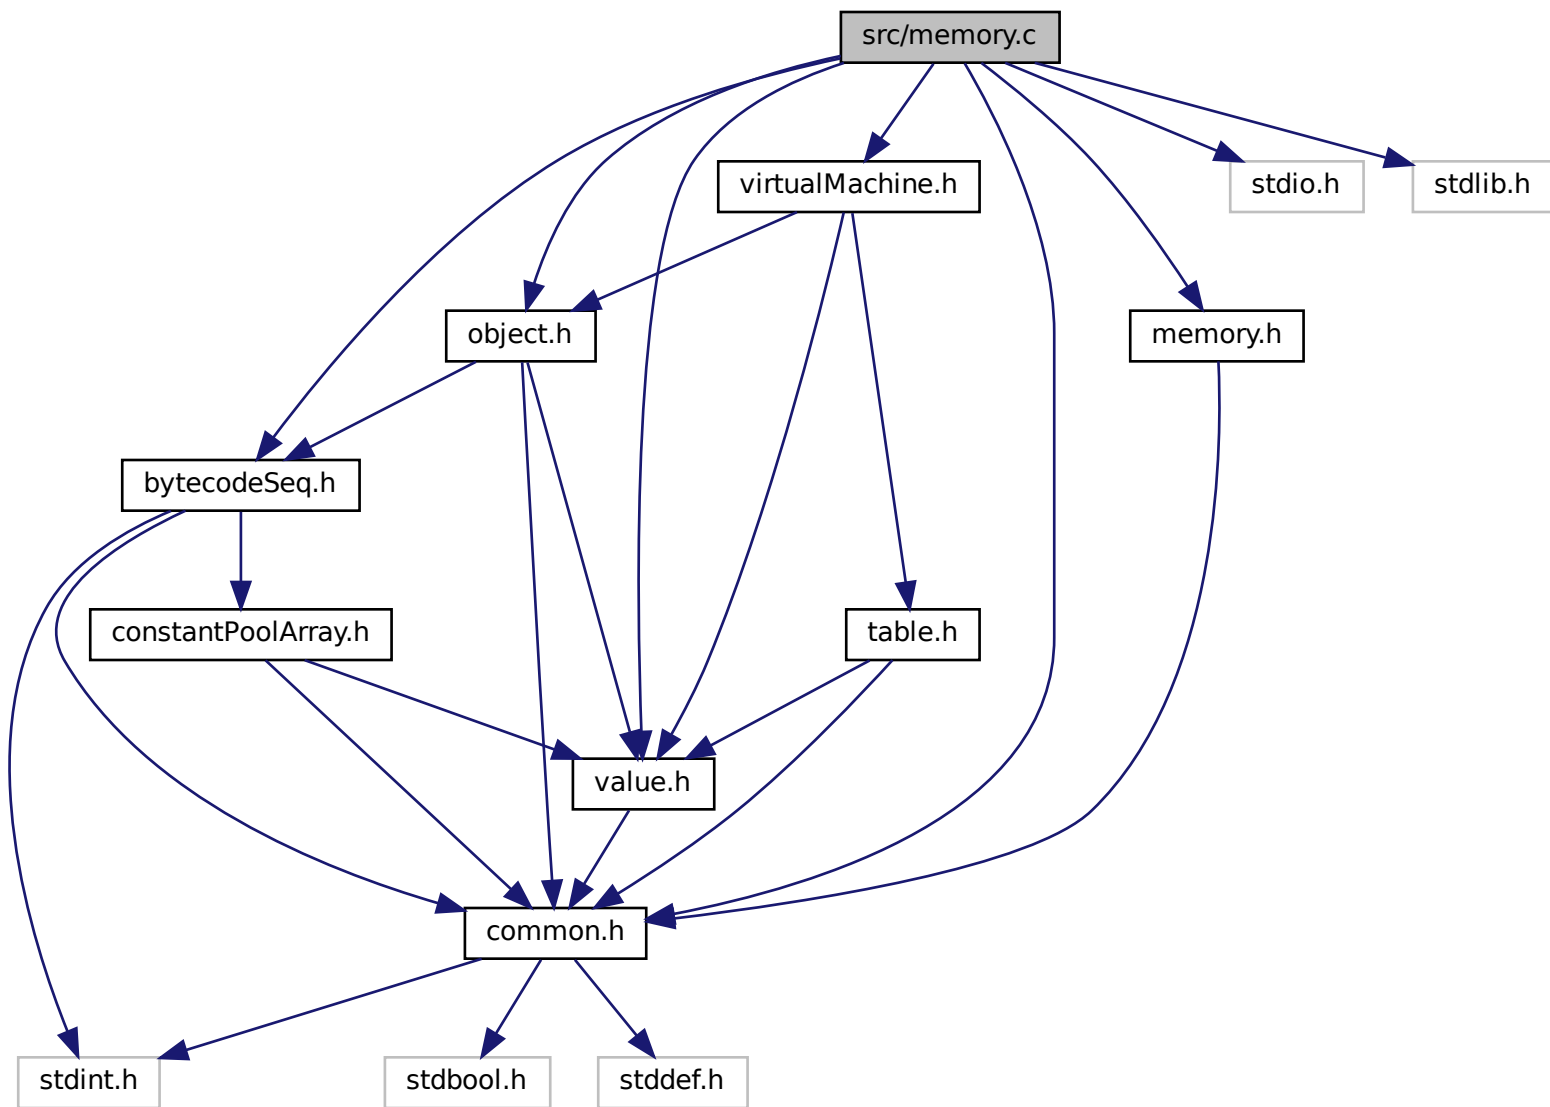 src/memory.c
virtualMachine.h
stdio.h
stdlib.h
object.h
memory.h
bytecodeSeq.h
constantPoolArray.h
table.h
value.h
common.h
stdint.h
stdbool.h
stddef.h